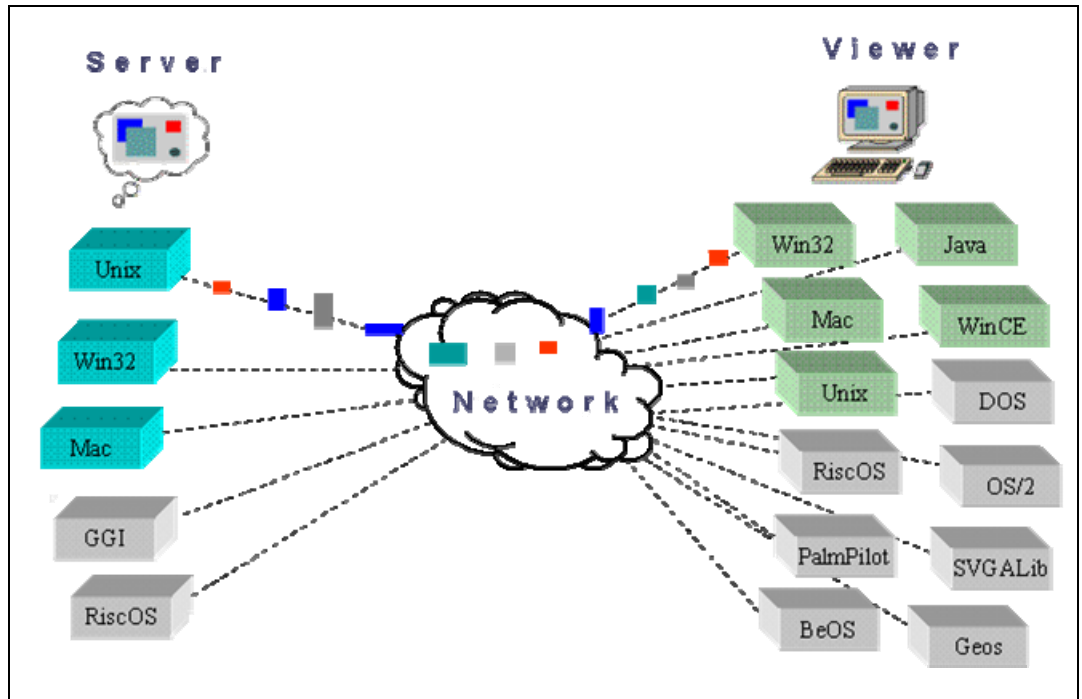 Server
Viewer
Unix
Win32
Mac
GGI
RiscOS
Network
Win32
Java
Mac
WinCE
Unix
DOS
RiscOS
OS/2
PalmPilot
SVGALib
BeOS
Geos